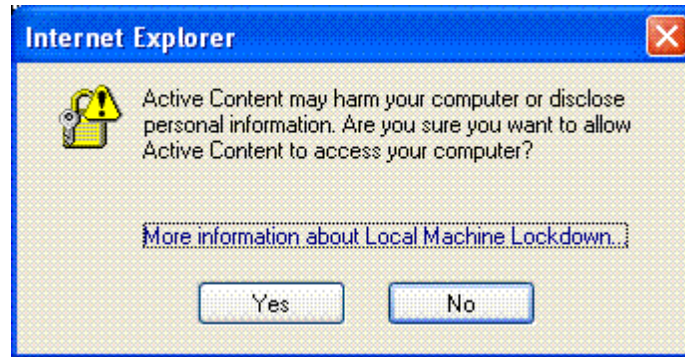 Internet Explorer
Active Content may harm your computer or disclose
personal information. Are you sure you want to allow
Active Content to access your computer?
More information about Local Machine Lockdown...
Yes
No